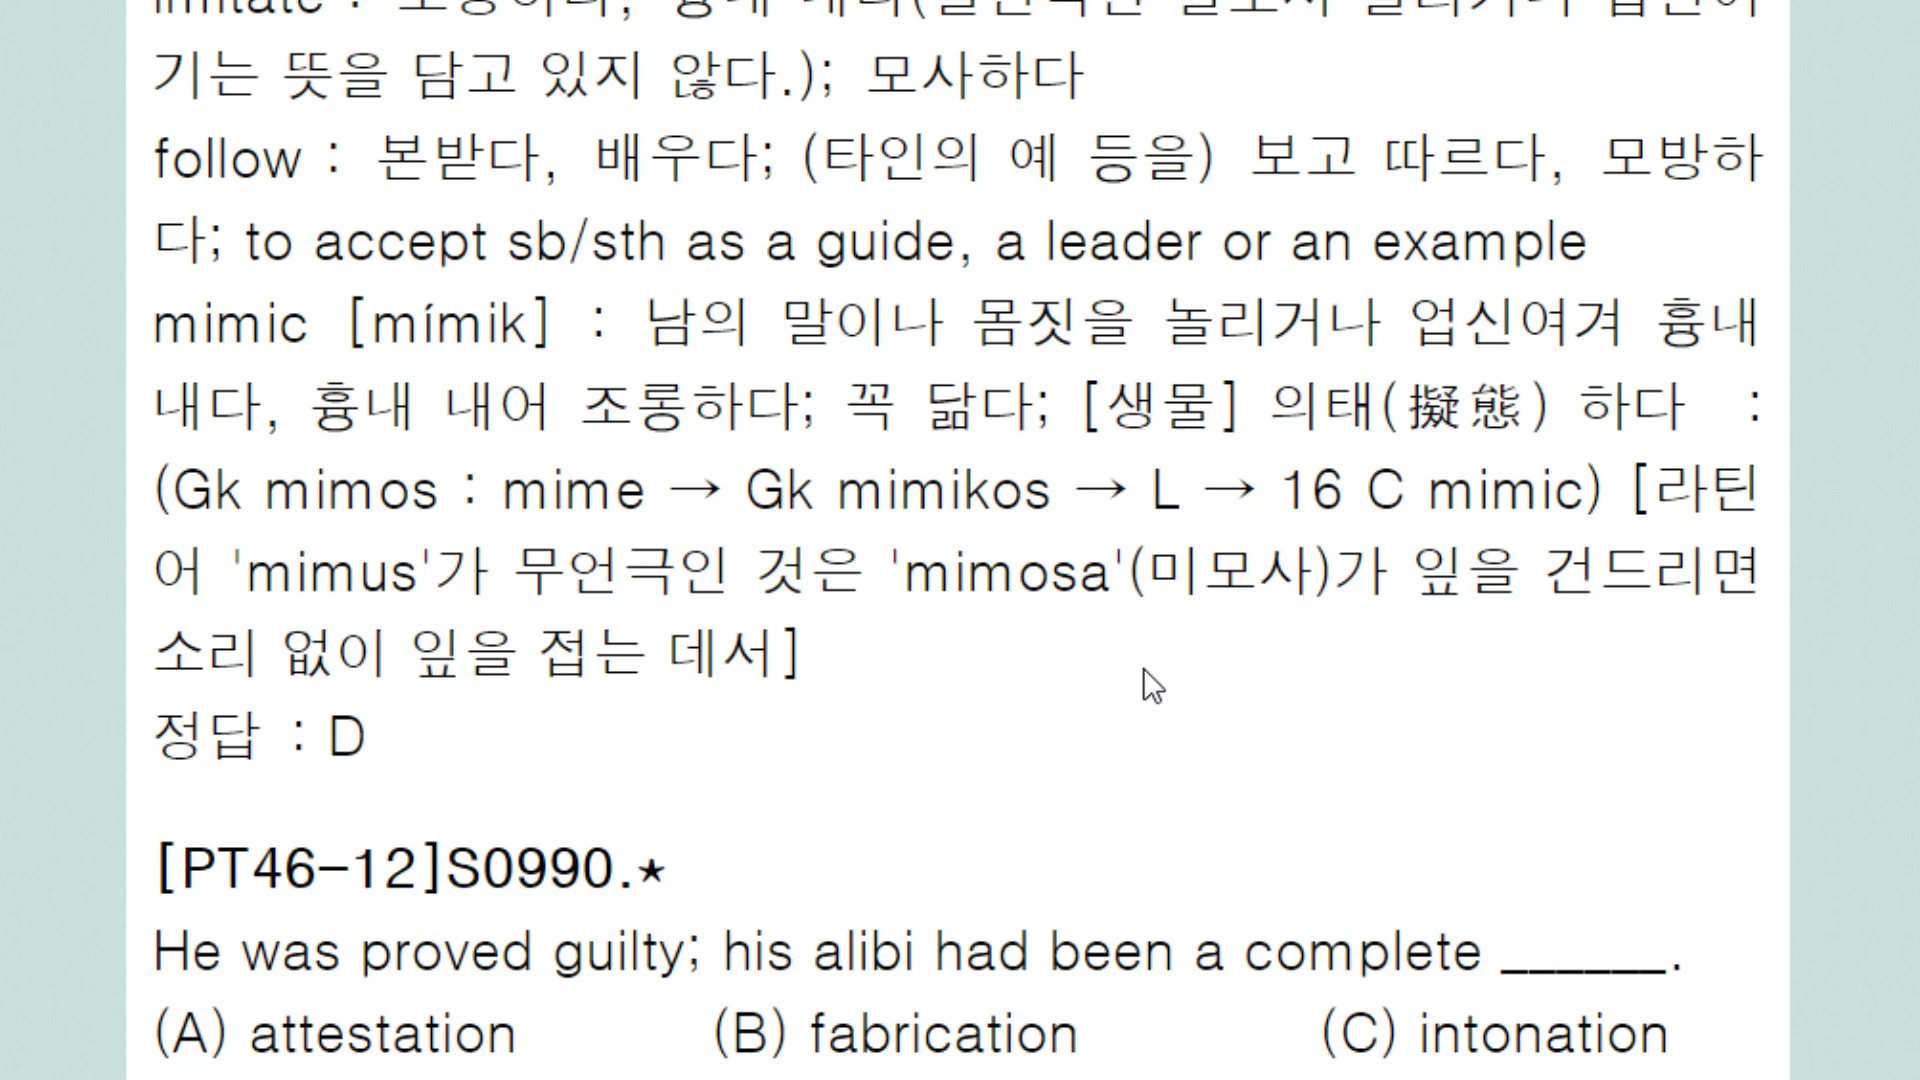 기는 뜻을 담고 있지 않다.); 모사하다
follow : 본받다, 배우다; (타인의 예 등을) 보고 따르다, 모방하
다; to accept sb/sth as a guide, a leader or an example
mimic [mímik] : 남의 말이나 몸짓을 놀리거나 업신여겨 흉내
내다, 흉내 내어 조롱하다; 꼭 닮다; [생물] 의태(擬態) 하다 :
(Gk mimos : mime → Gk mimikos → L → 16 C mimic) [라틴
어 'mimus'가 무언극인 것은 'mimosa'(미모사)가 잎을 건드리면
소리 없이 잎을 접는 데서]
정답 : D
[PT46-12]S0990.★
He was proved guilty; his alibi had been a complete ______.
(A) attestation (B) fabrication (C) intonation